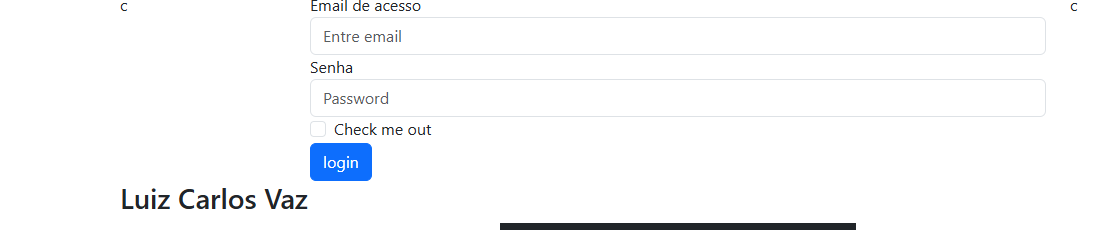 c
Email de acesso
c
Entre email
Senha
Password
Check me out
login
Luiz Carlos Vaz